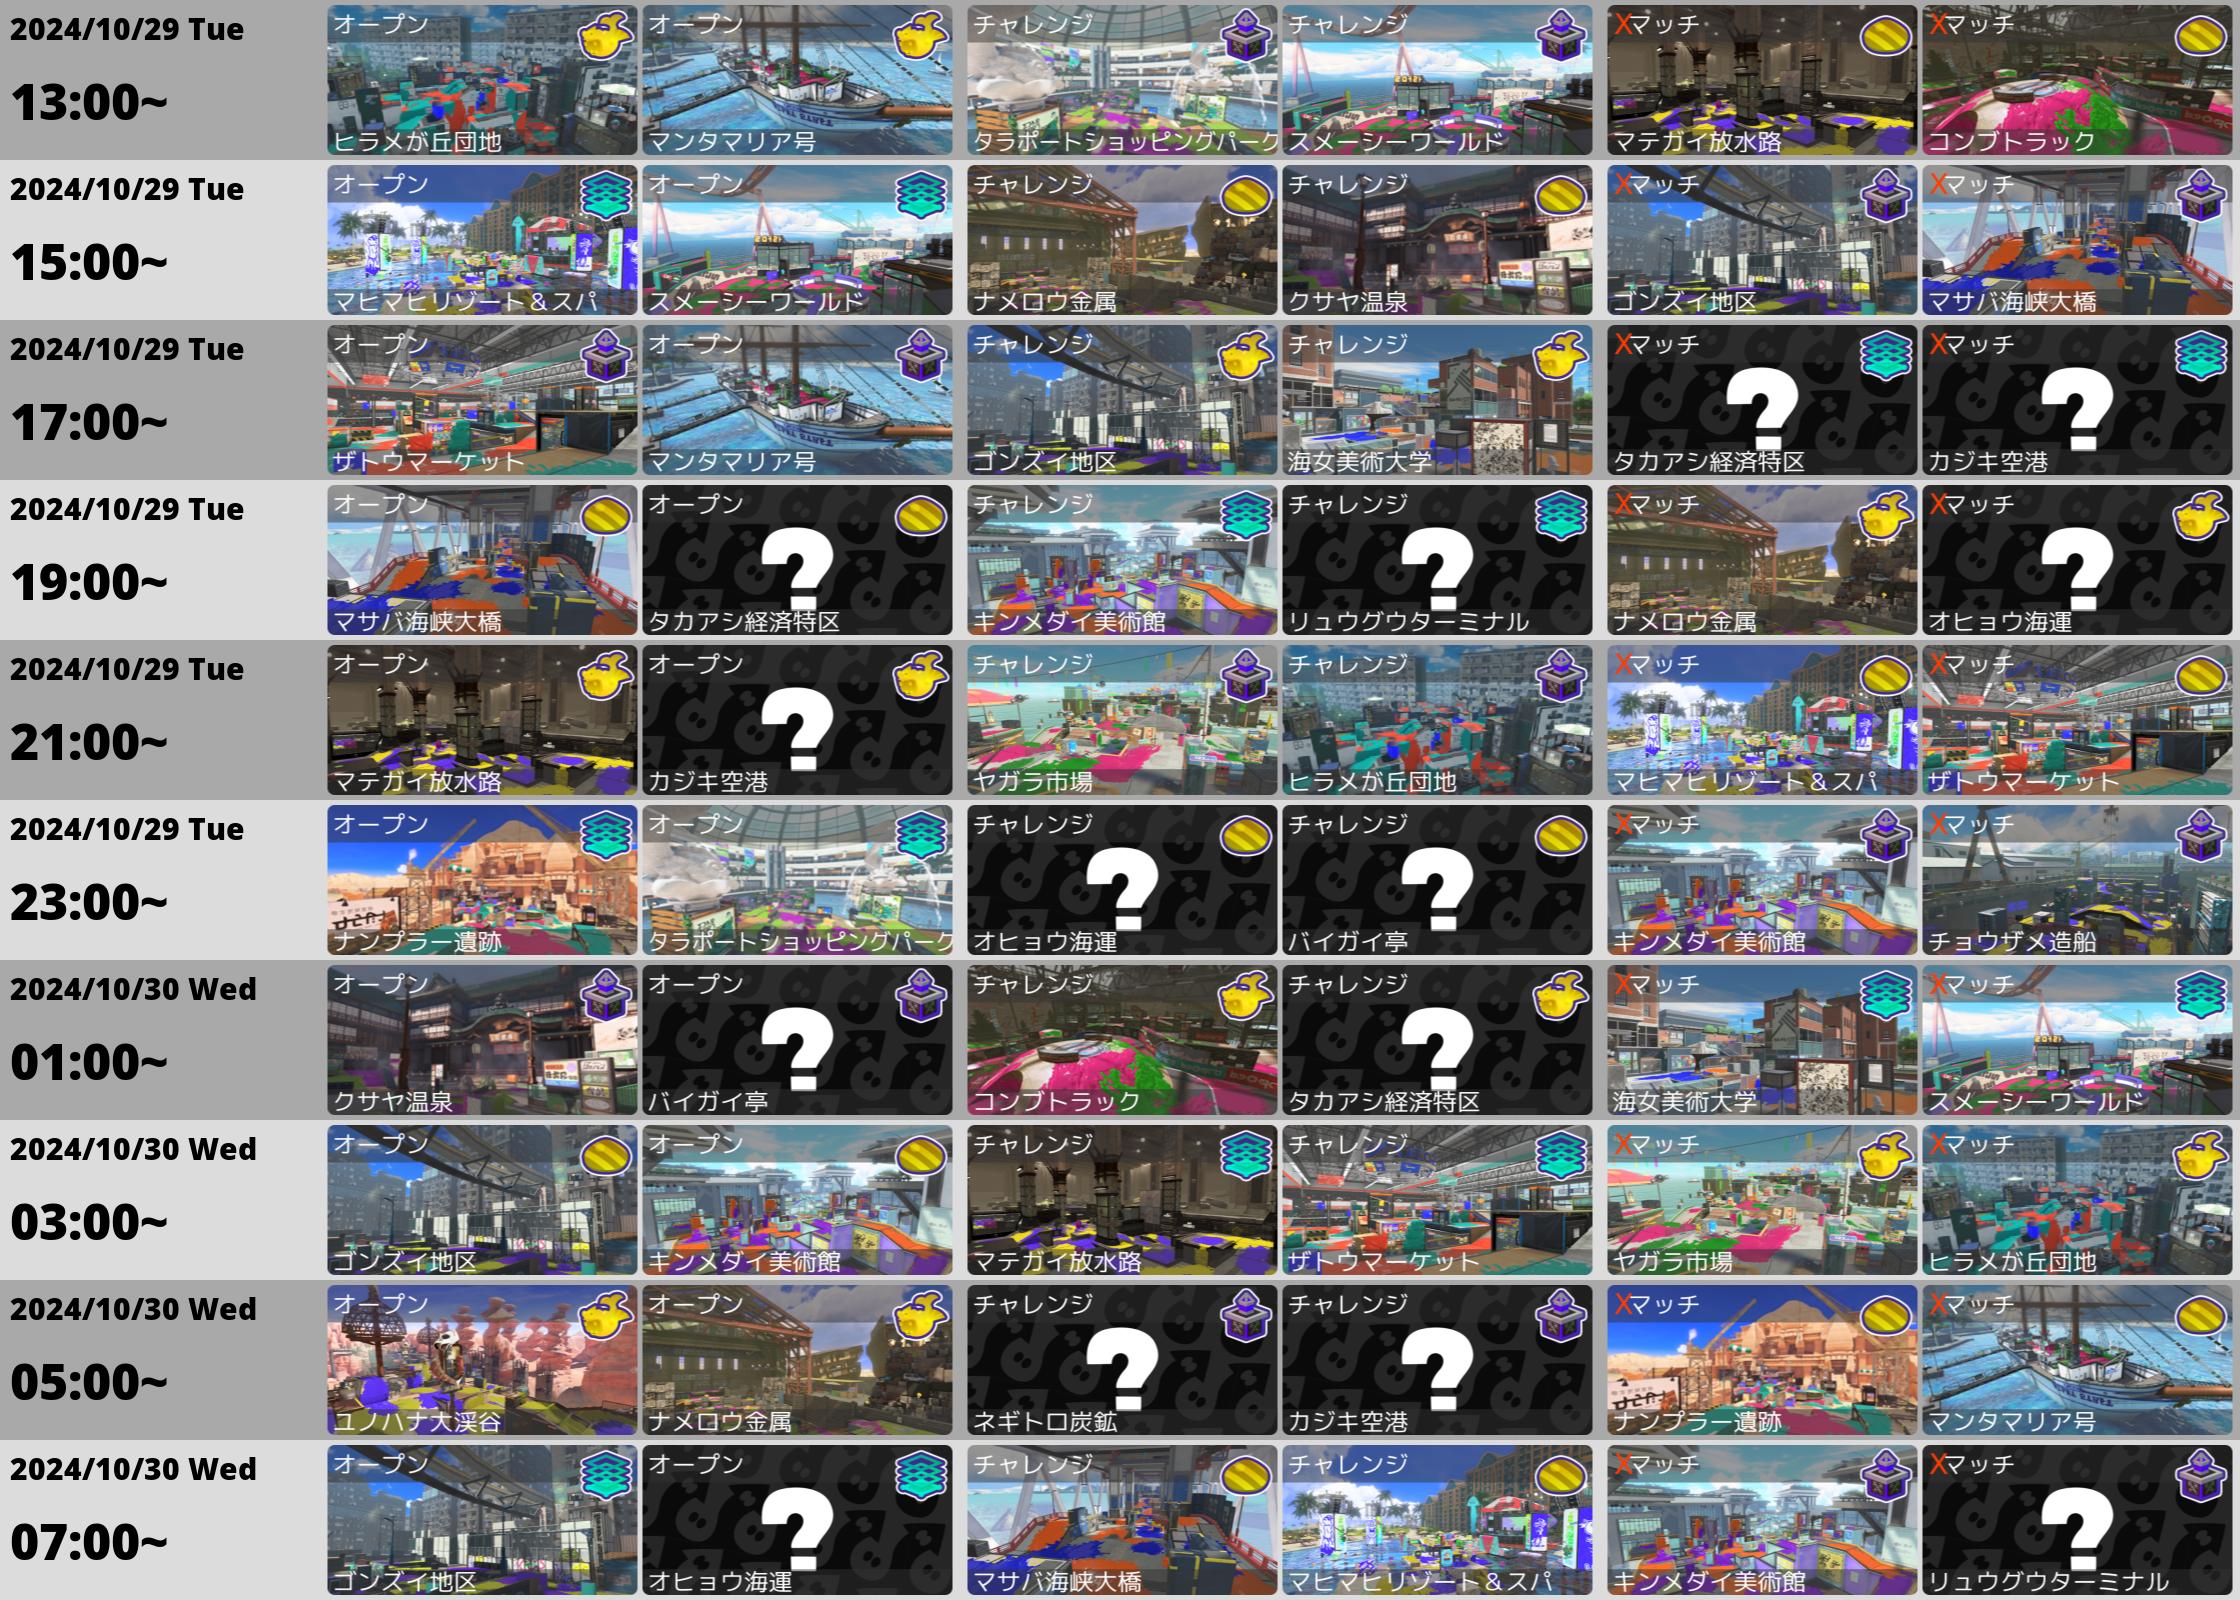 2024/10/29 Tue
13:00~
オープン
ヒラメが丘団地
オープン
マンタマリア号
チャレンジ
タラポートショッピングパーク
チャレンジ
スメーシーワールド
Xマッチ
マテガイ放水路
Xマッチ
コンブトラック
2024/10/29 Tue
15:00~
オープン
マヒマヒリゾート&スパ
オープン
スメーシーワールド
チャレンジ
ナメロウ金属
チャレンジ
クサヤ温泉
Xマッチ
ゴンズイ地区
Xマッチ
マサバ海峡大橋
2024/10/29 Tue
17:00~
オープン
ザトウマーケット
オープン
マンタマリア号
チャレンジ
ゴンズイ地区
チャレンジ
海女美術大学
Xマッチ
?
タカアシ経済特区
Xマッチ
?
カジキ空港
2024/10/29 Tue
19:00~
オープン
マサバ海峡大橋
オープン
?
タカアシ経済特区
チャレンジ
キンメダイ美術館
チャレンジ
?
リュウグウターミナル
Xマッチ
ナメロウ金属
Xマッチ
?
オヒョウ海運
2024/10/29 Tue
21:00~
オープン
マテガイ放水路
オープン
?
カジキ空港
チャレンジ
ヤガラ市場
チャレンジ
ヒラメが丘団地
Xマッチ
マヒマヒリゾート&スパ
Xマッチ
ザトウマーケット
2024/10/29 Tue
23:00~
オープン
ナンプラー遺跡
オープン
タラポートショッピングパーク
チャレンジ
?
オヒョウ海運
チャレンジ
?
バイガイ亭
Xマッチ
キンメダイ美術館
Xマッチ
チョウザメ造船
2024/10/30 Wed
01:00~
オープン
クサヤ温泉
オープン
?
バイガイ亭
チャレンジ
コンブトラック
チャレンジ
?
タカアシ経済特区
Xマッチ
海女美術大学
Xマッチ
スメーシーワールド
2024/10/30 Wed
03:00~
オープン
ゴンズイ地区
オープン
キンメダイ美術館
チャレンジ
マテガイ放水路
チャレンジ
ザトウマーケット
Xマッチ
ヤガラ市場
Xマッチ
ヒラメが丘団地
2024/10/30 Wed
05:00~
オープン
ユノハナ大渓谷
オープン
ナメロウ金属
チャレンジ
?
ネギトロ炭鉱
チャレンジ
?
カジキ空港
Xマッチ
ナンプラー遺跡
Xマッチ
マンタマリア号
2024/10/30 Wed
07:00~
オープン
ゴンズイ地区
オープン
?
オヒョウ海運
チャレンジ
マサバ海峡大橋
チャレンジ
マヒマヒリゾート&スパ
Xマッチ
キンメダイ美術館
Xマッチ
?
リュウグウターミナル